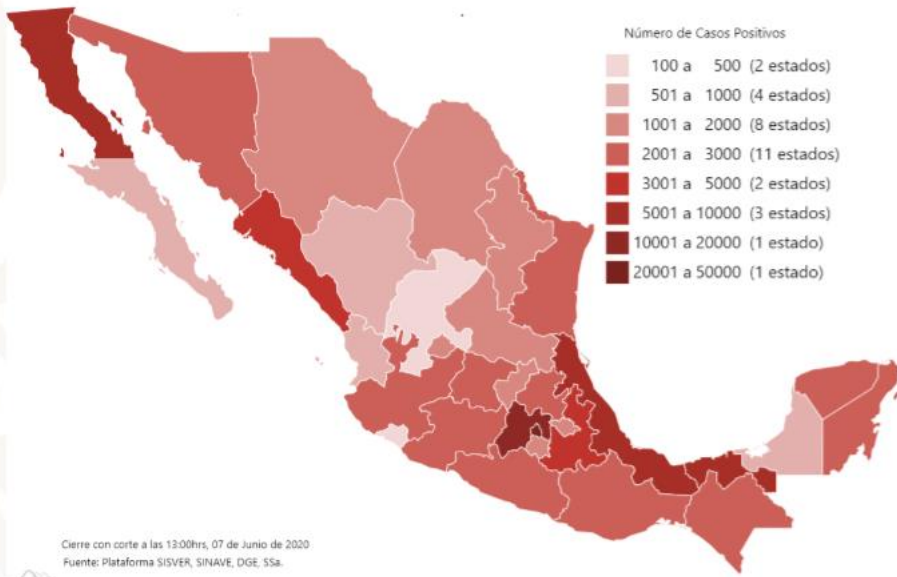 Número de Casos Positivos
100 a 500 (2 estados)
501 a 1000 (4 estados)
1001 a 2000 (8 estados)
2001 a 3000 (11 estados)
3001 a 5000 (2 estados)
5001 a 10000 (3 estados)
10001 a 20000 (1 estado)
20001 a 50000 (1 estado)
Cierre con corte a las 13:00hrs, 07 de Junio de 2020
Fuente: Plataforma SISVER, SINAVE, DGE, SSa.